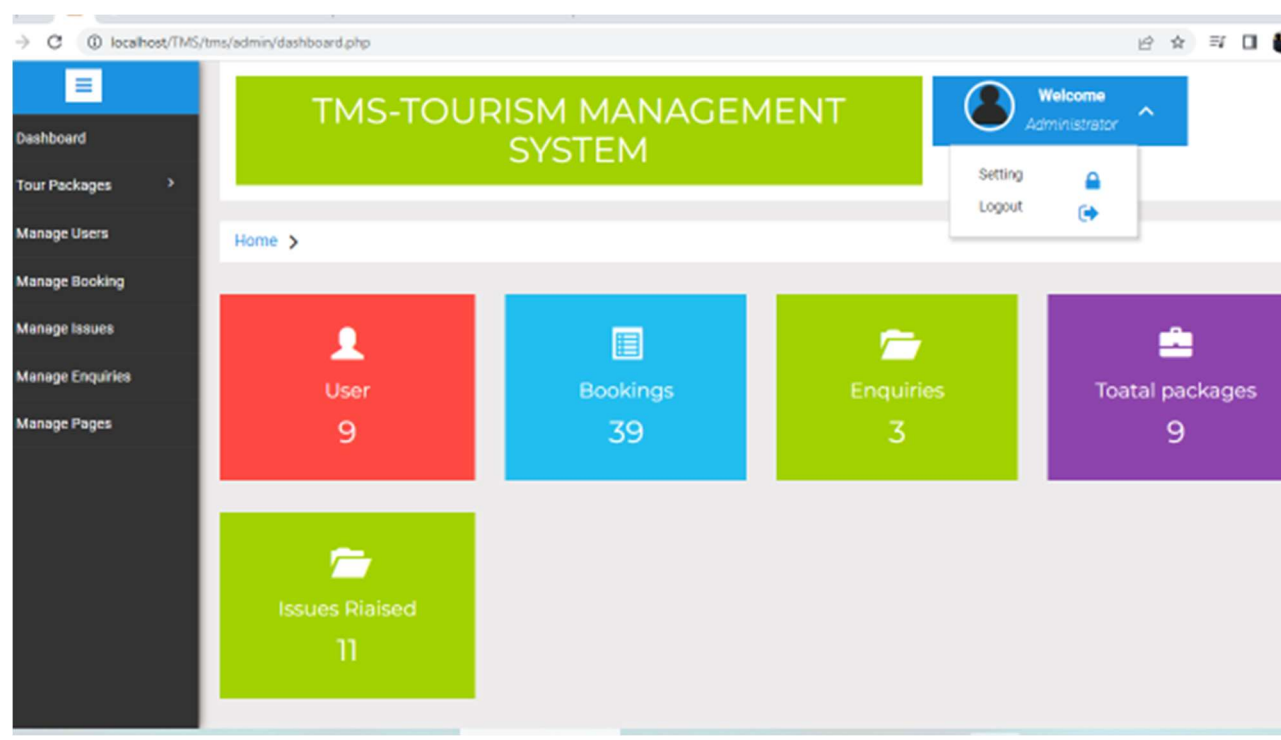 localhost/TMS/tms/admin/dashboard.php
TMS-TOURISM MANAGEMENT
SYSTEM
Welcome
Administrator
Setting
Logout
Dashboard
Tour Packages
Manage Users
Manage Booking
Manage Issues
Manage Enquiries
Manage Pages
Home
User
9
Bookings
39
Enquiries
3
Toatal packages
9
Issues Riaised
11